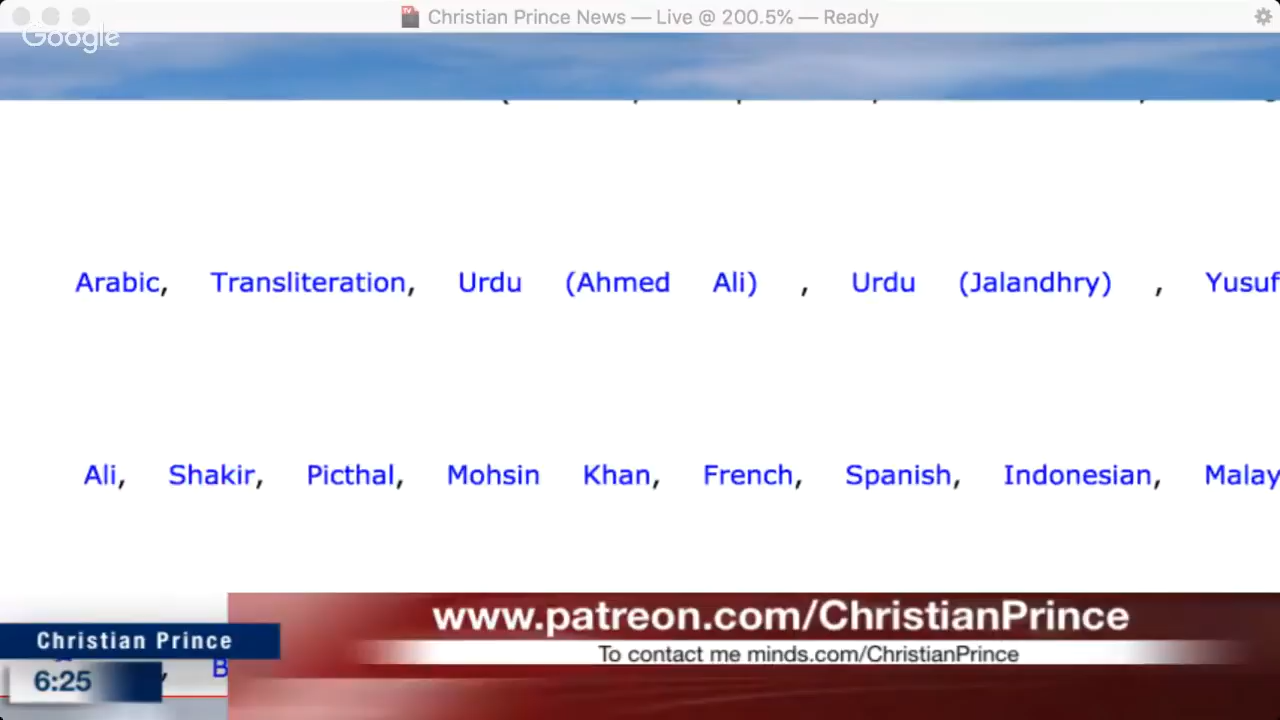 Christian Prince News — Live @ 200.5% — Ready
Google
Arabic, Transliteration, Urdu (Ahmed Ali) , Urdu (Jalandhry) , Yusuf
Ali, Shakir, Picthal, Mohsin Khan, French, Spanish, Indonesian, Malay
www.patreon.com/ChristianPrince
Christian Prince
To contact me minds.com/ChristianPrince
6:25
, B